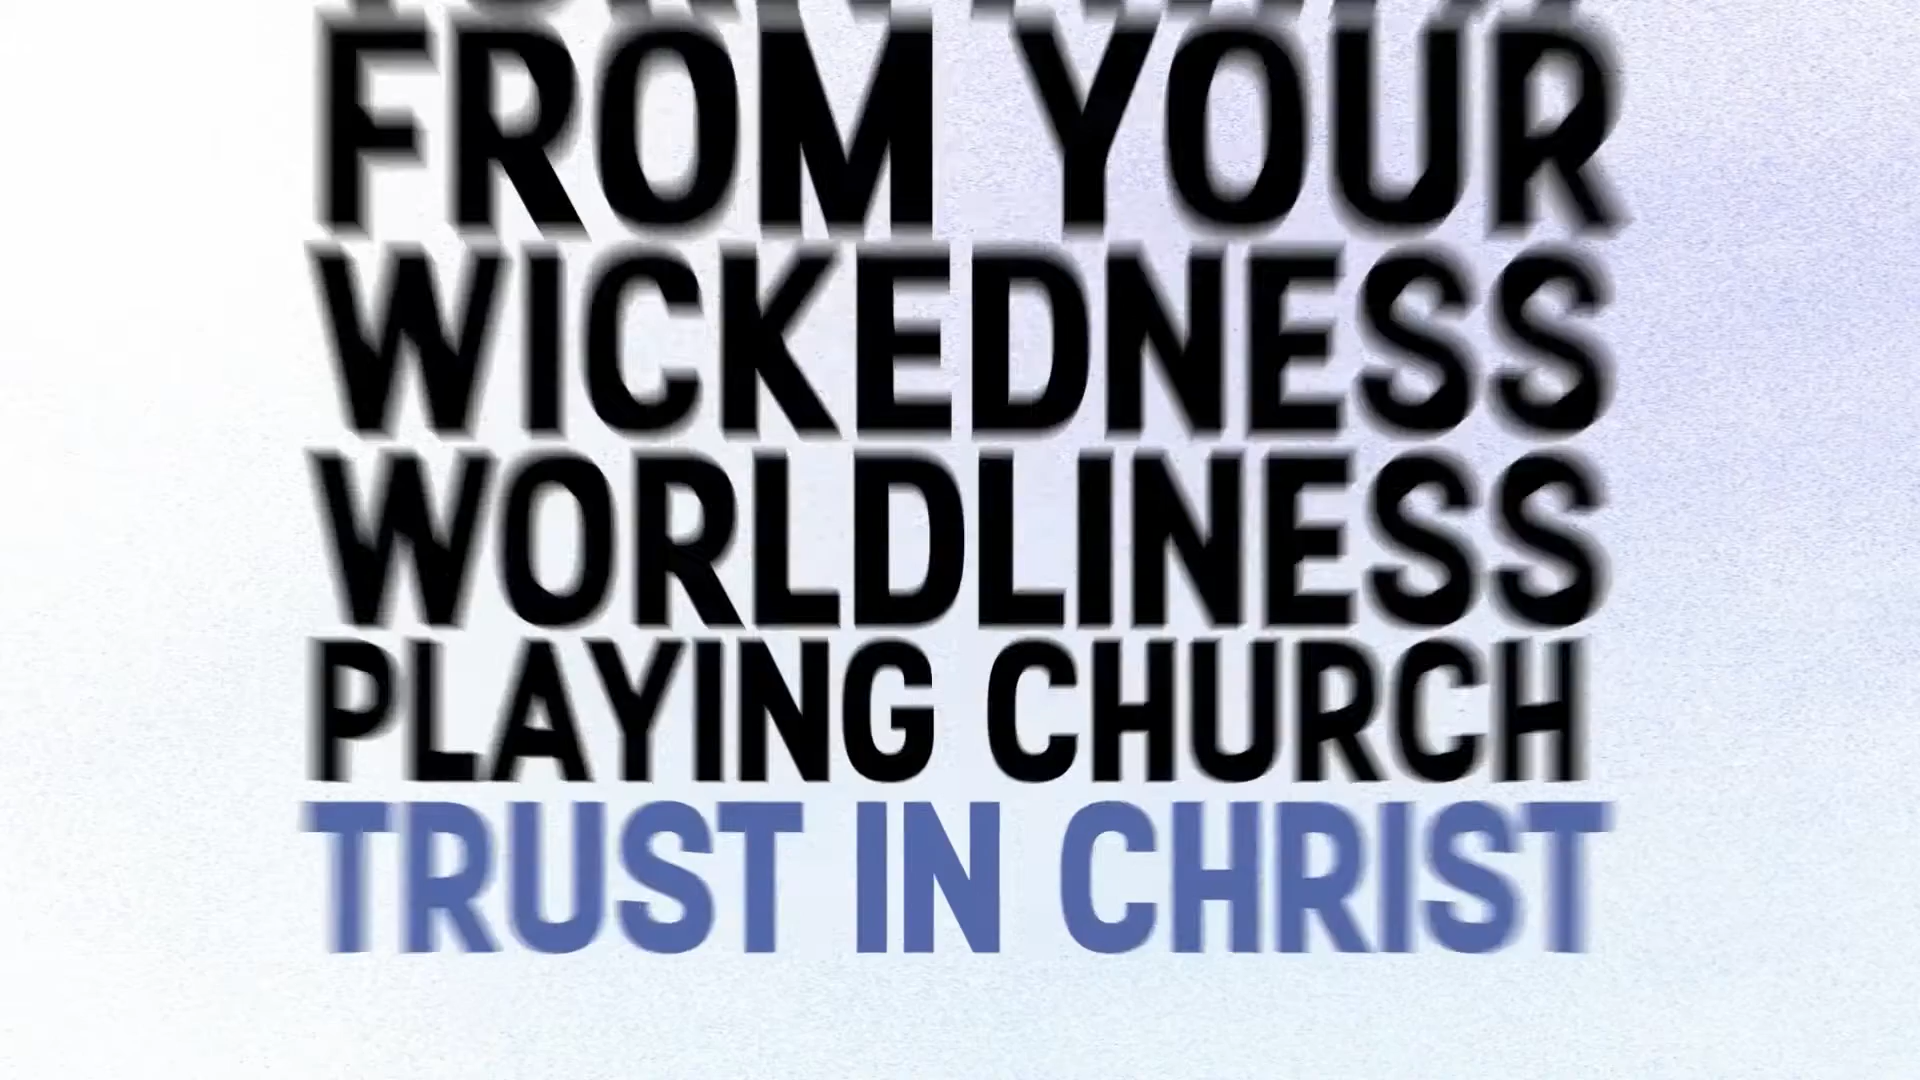 FROM YOUR
WICKEDNESS
WORLDLINESS
PLAYING CHURCH
TRUST IN CHRIST